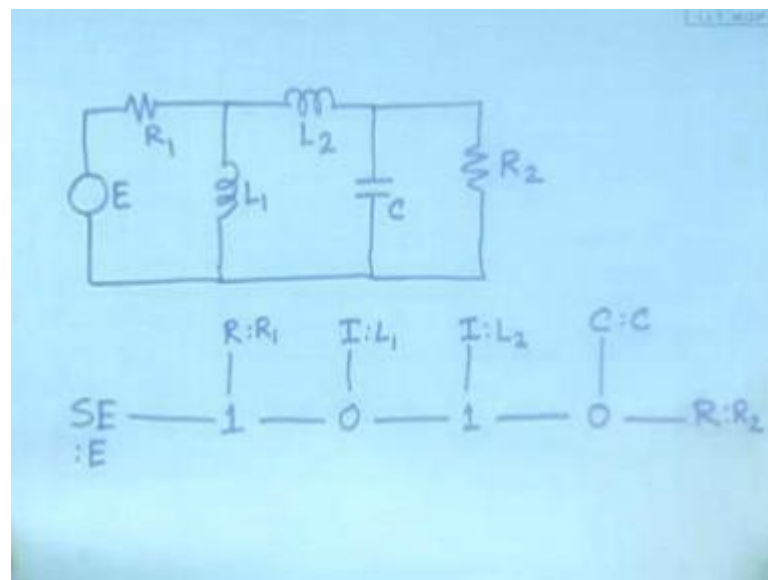 R₁
L₂
E
L₁
C
R₂
R:R₁ I:L₁ I:L₂ C:C
SE 1 0 1 0 R:R₂
:E